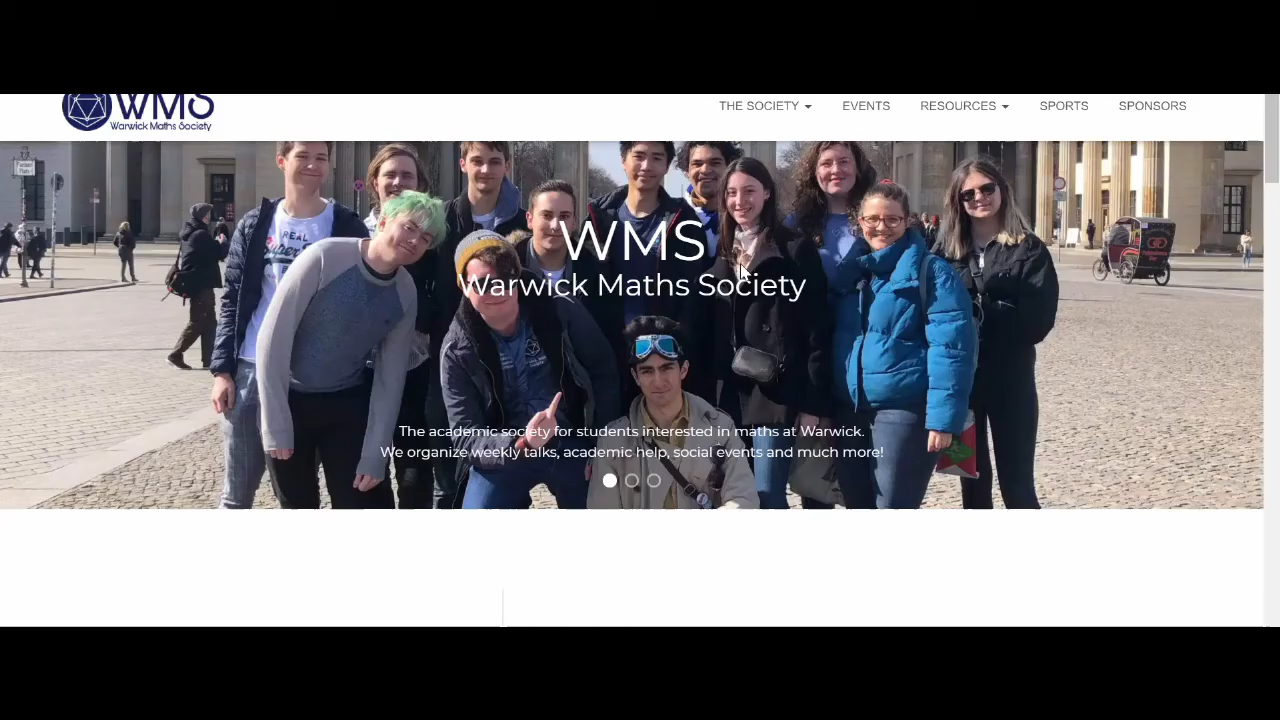 WMS
Warwick Maths Society
THE SOCIETY
EVENTS
RESOURCES
SPORTS
SPONSORS
REAL
WMS
Warwick Maths Society
The academic society for students interested in maths at Warwick.
We organize weekly talks, academic help, social events and much more!